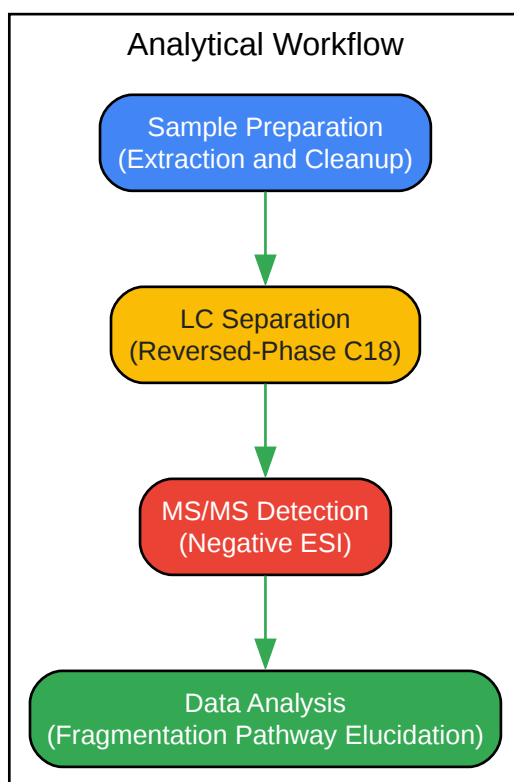 Analytical Workflow
Sample Preparation
(Extraction and Cleanup)
LC Separation
(Reversed-Phase C18)
MS/MS Detection
(Negative ESI)
Data Analysis
(Fragmentation Pathway Elucidation)